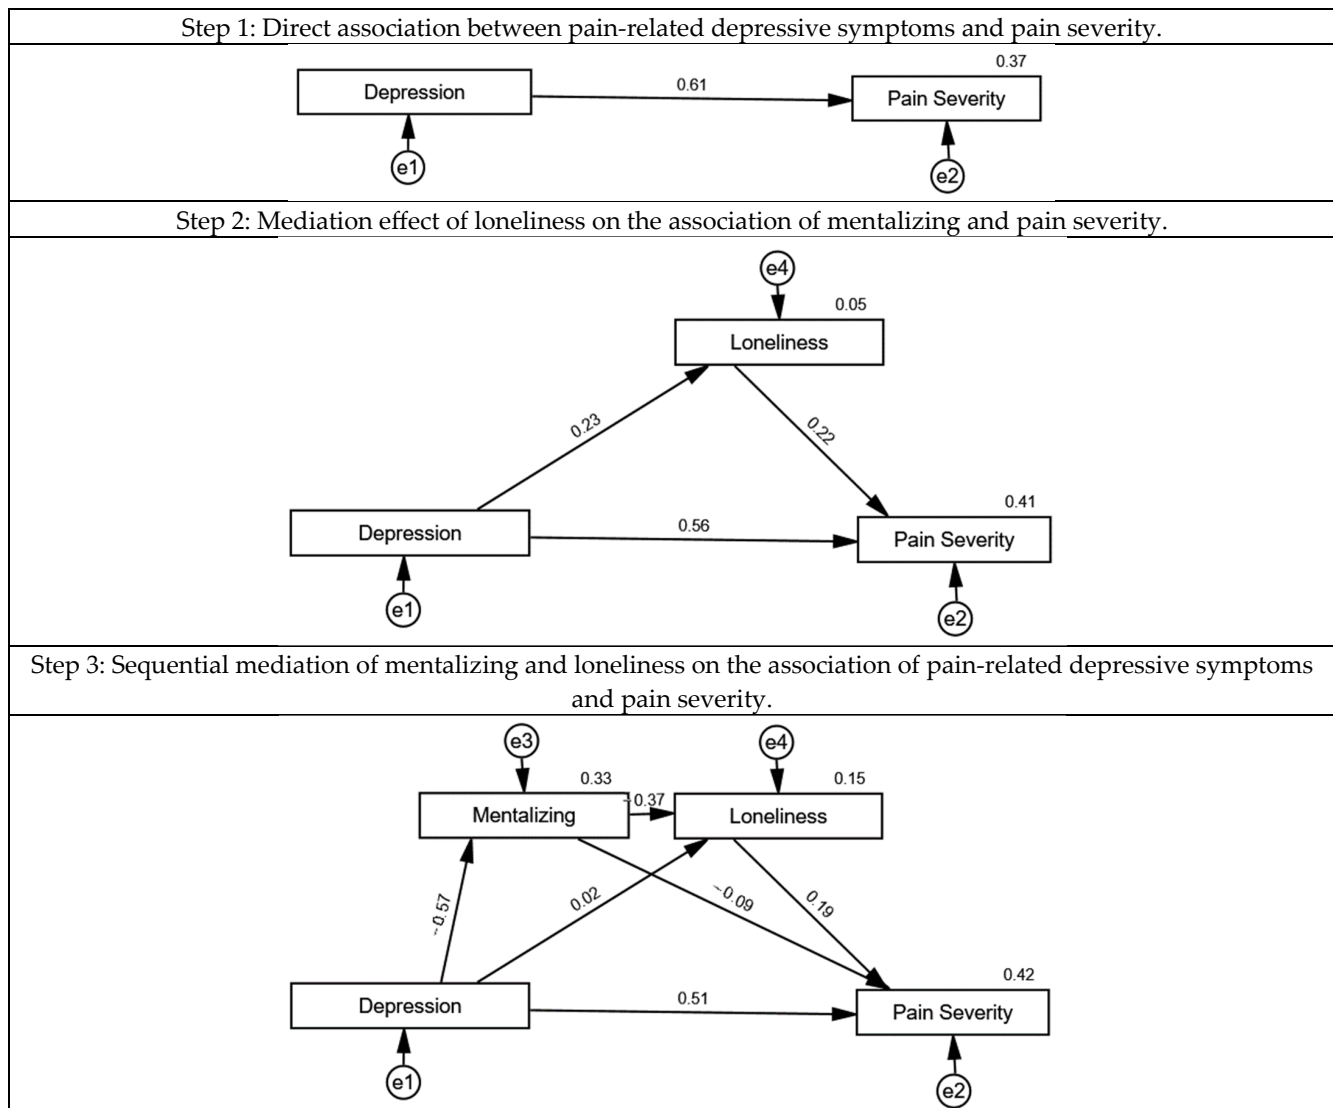 Step 1: Direct association between pain-related depressive symptoms and pain severity.
0.37
Depression
0.61
Pain Severity
e1
e2
Step 2: Mediation effect of loneliness on the association of mentalizing and pain severity.
e4
0.05
Loneliness
0.23
0.22
0.41
Depression
0.56
Pain Severity
e1
e2
Step 3: Sequential mediation of mentalizing and loneliness on the association of pain-related depressive symptoms
and pain severity.
e3
e4
0.33
0.15
Mentalizing
−0.37
Loneliness
−0.57
0.02
−0.09
0.19
0.42
Depression
0.51
Pain Severity
e1
e2